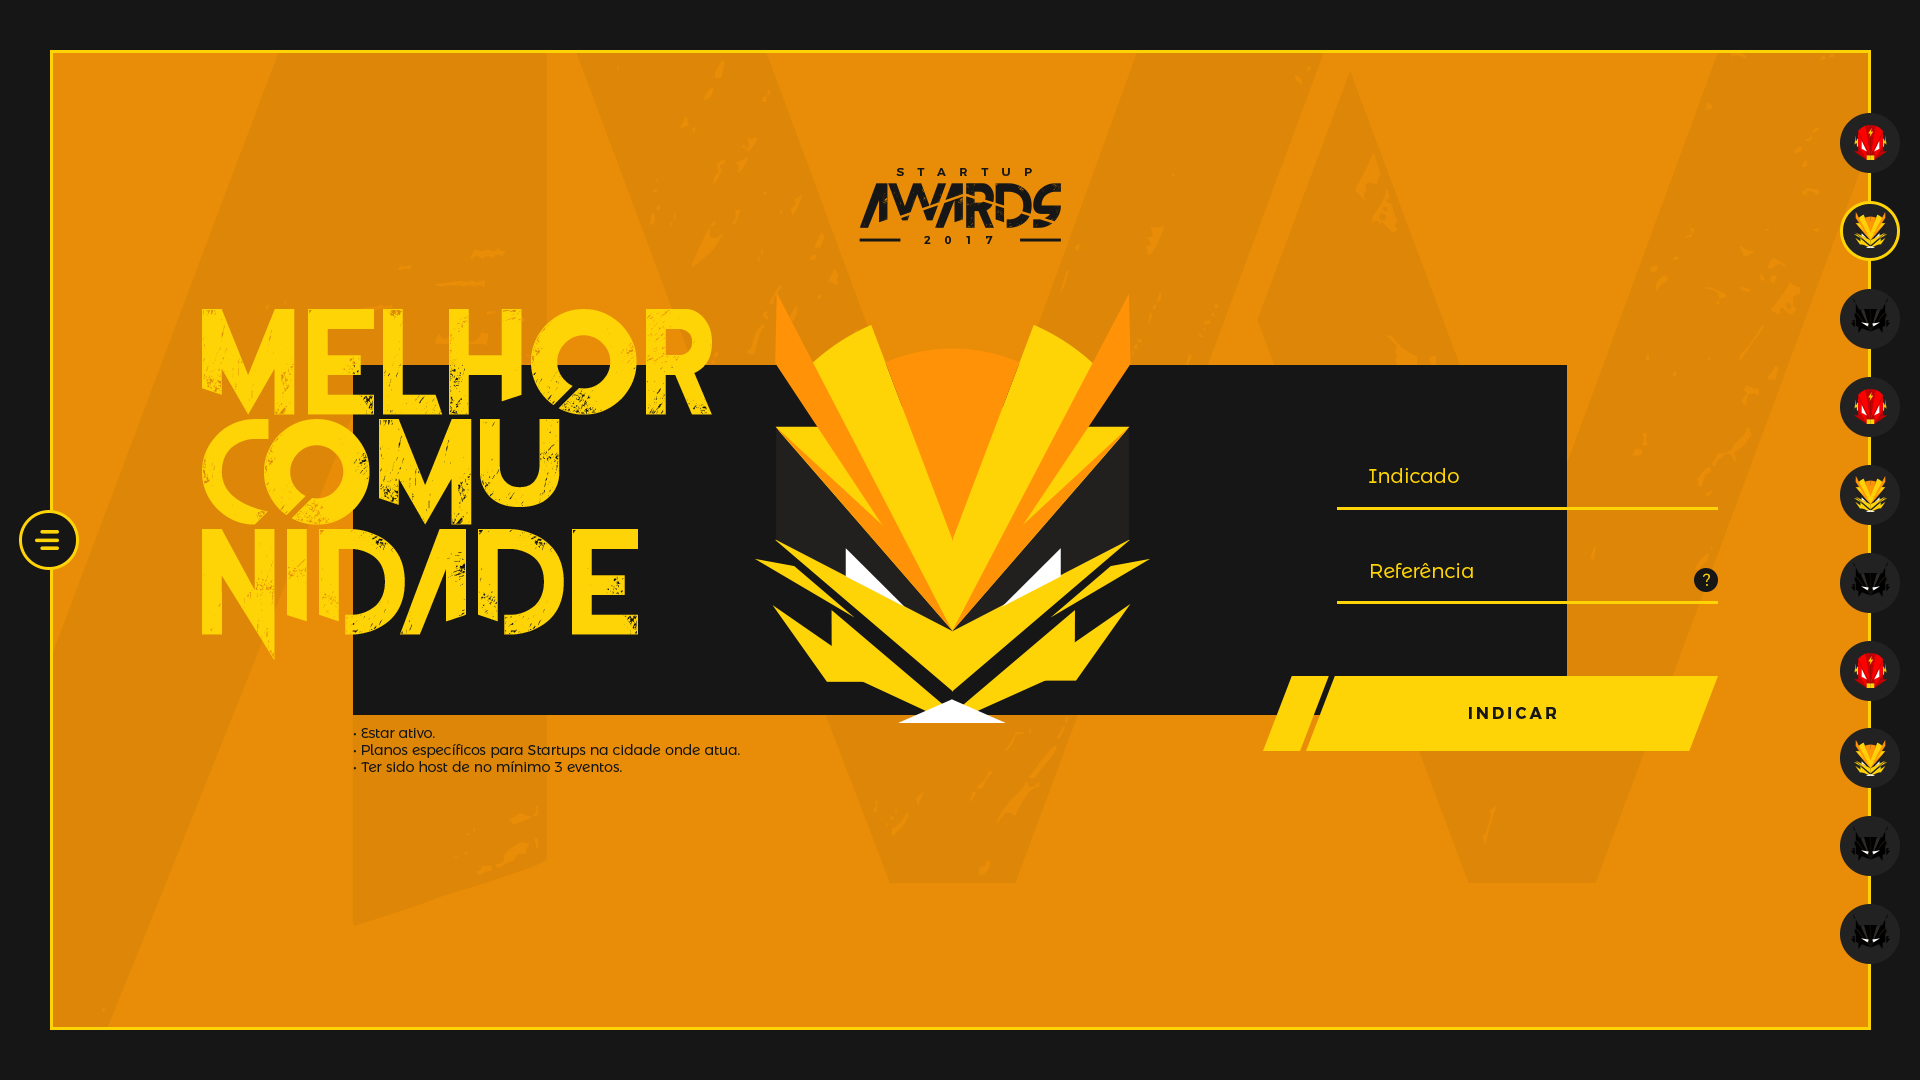 STARTUP
AWARDS
2017
MELHOR
COMU
NIDADE
Indicado
Referência
?
INDICAR
• Estar ativo.
• Planos específicos para Startups na cidade onde atua.
• Ter sido host de no mínimo 3 eventos.